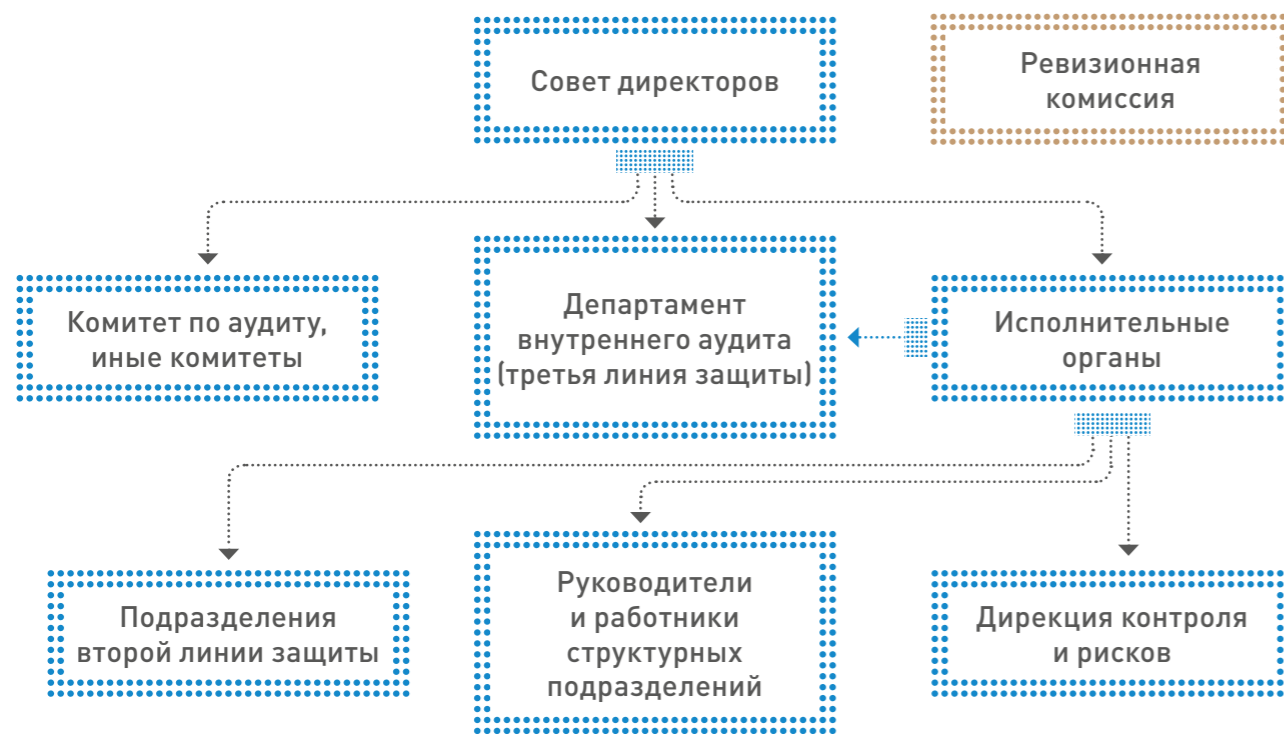 Совет директоров
Ревизионная
комиссия
Комитет по аудиту,
иные комитеты
Департамент
внутреннего аудита
(третья линия защиты)
Исполнительные
органы
Подразделения
второй линии защиты
Руководители
и работники
структурных
подразделений
Дирекция контроля
и рисков